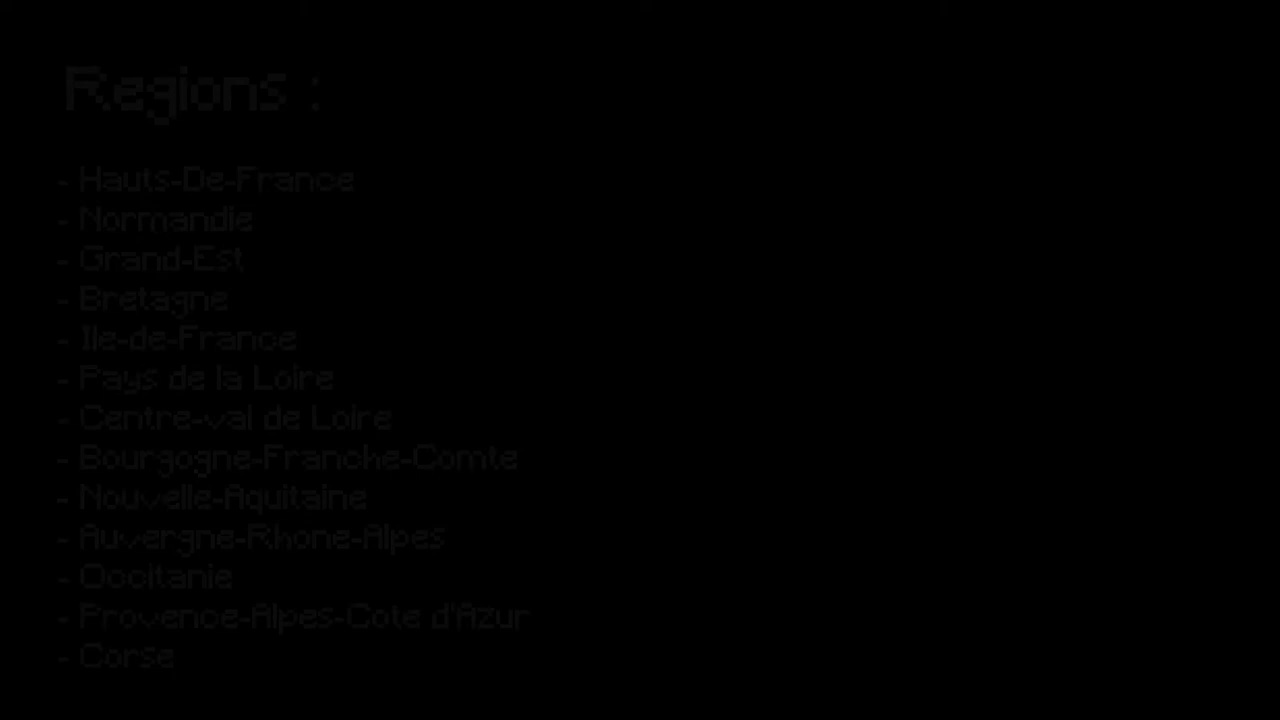 Regions :
- Hauts-De-France
- Normandie
- Grand-Est
- Bretagne
- Ile-de-France
- Pays de la Loire
- Centre-val de Loire
- Bourgogne-Franche-Comte
- Nouvelle-Aquitaine
- Auvergne-Rhone-Alpes
- Occitanie
- Provence-Alpes-Cote d'Azur
- Corse